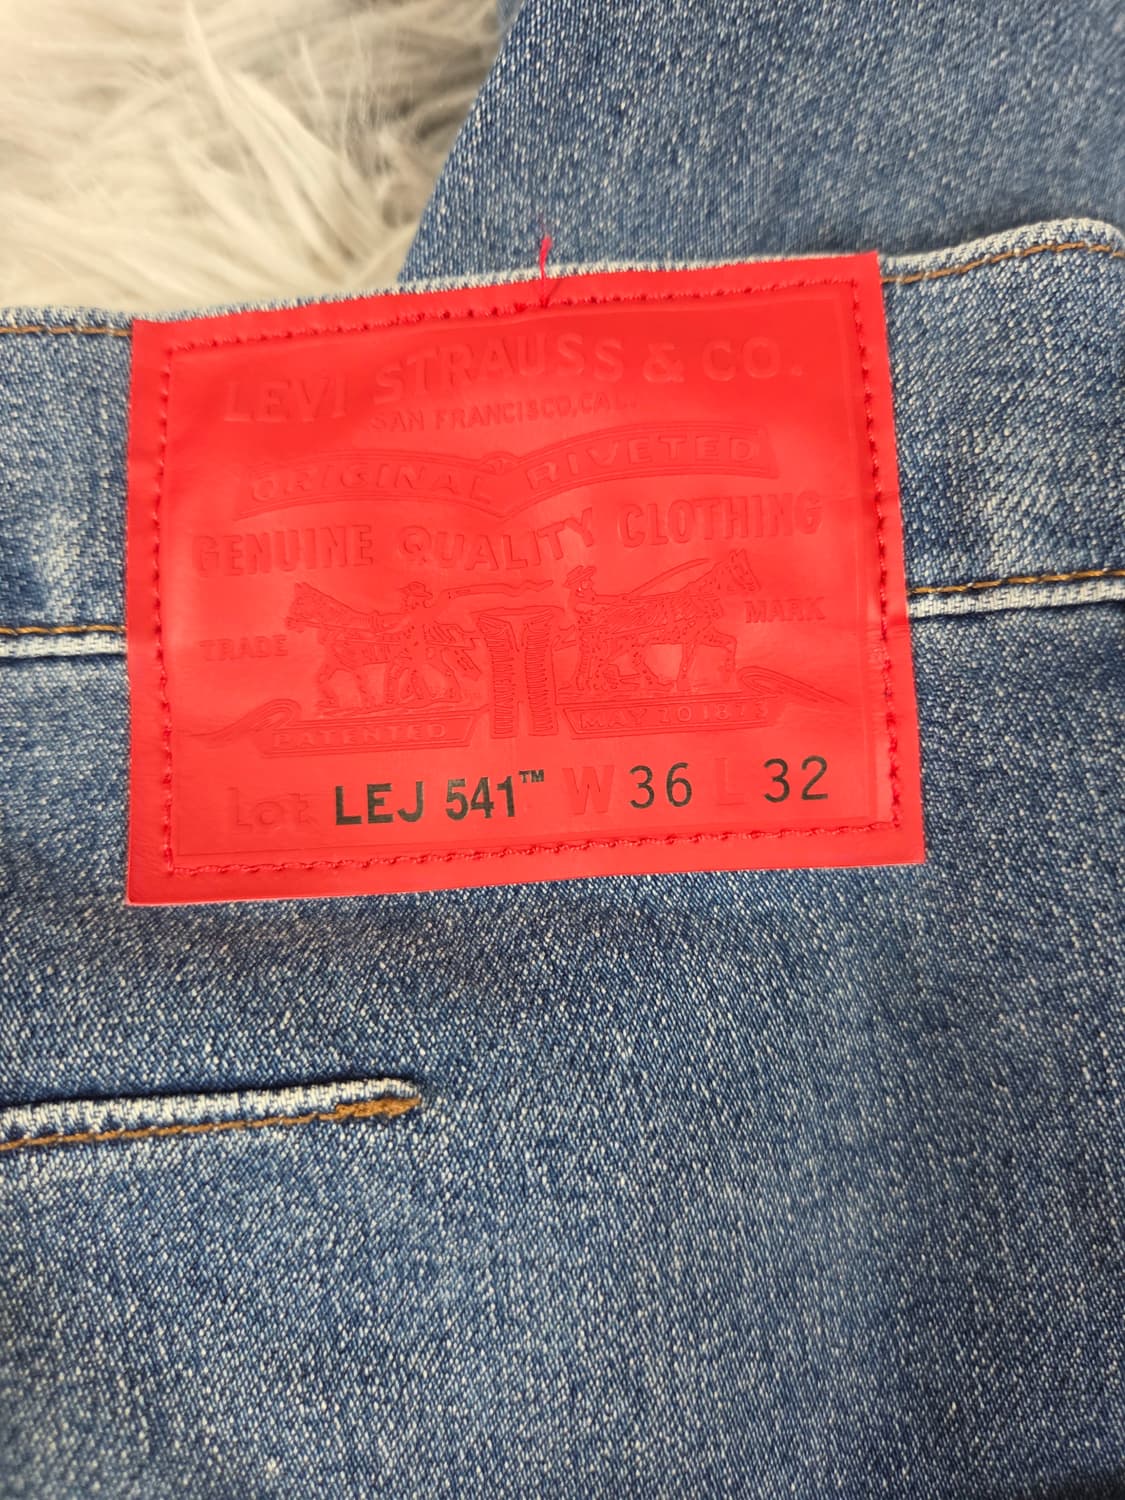 LEVI STRAUSS & CO.
SAN FRANCISCO, CAL.
ORIGINAL RIVETED
GENUINE QUALITY CLOTHING
TRADE MARK
PATENTED MAY 20 1873
Lot LEJ 541™ W 36 L 32